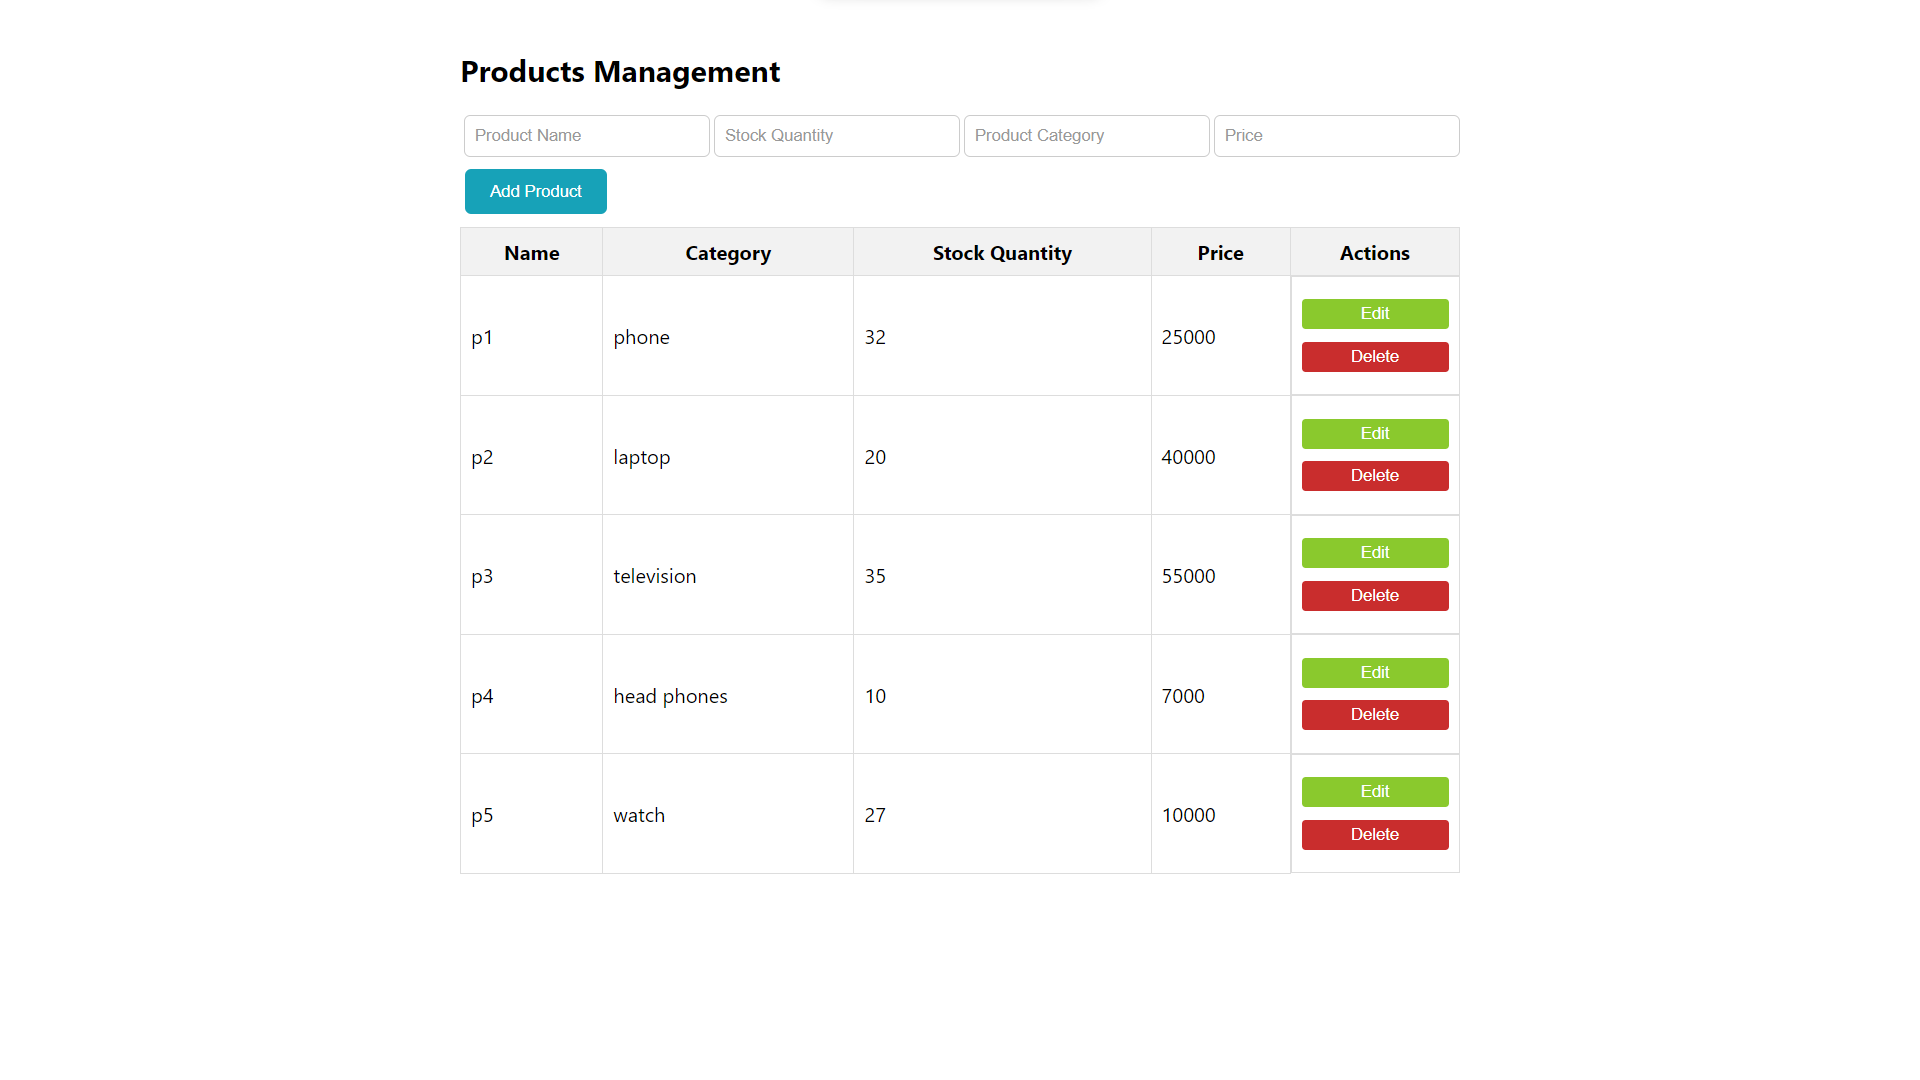 Products Management
Product Name Stock Quantity Product Category Price
Add Product
Name Category Stock Quantity Price Actions
p1 phone 32 25000 Edit
Delete
p2 laptop 20 40000 Edit
Delete
p3 television 35 55000 Edit
Delete
p4 head phones 10 7000 Edit
Delete
p5 watch 27 10000 Edit
Delete